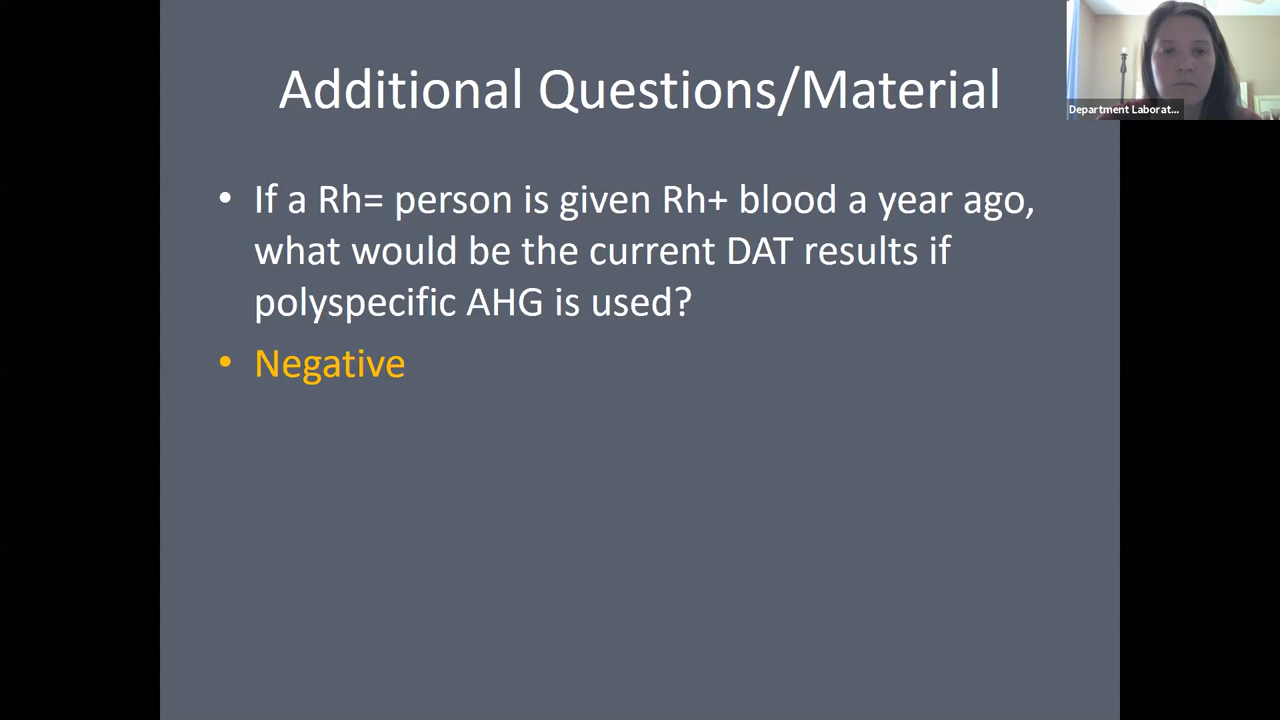 Additional Questions/Material
Department Laborat...
• If a Rh= person is given Rh+ blood a year ago,
what would be the current DAT results if
polyspecific AHG is used?
• Negative